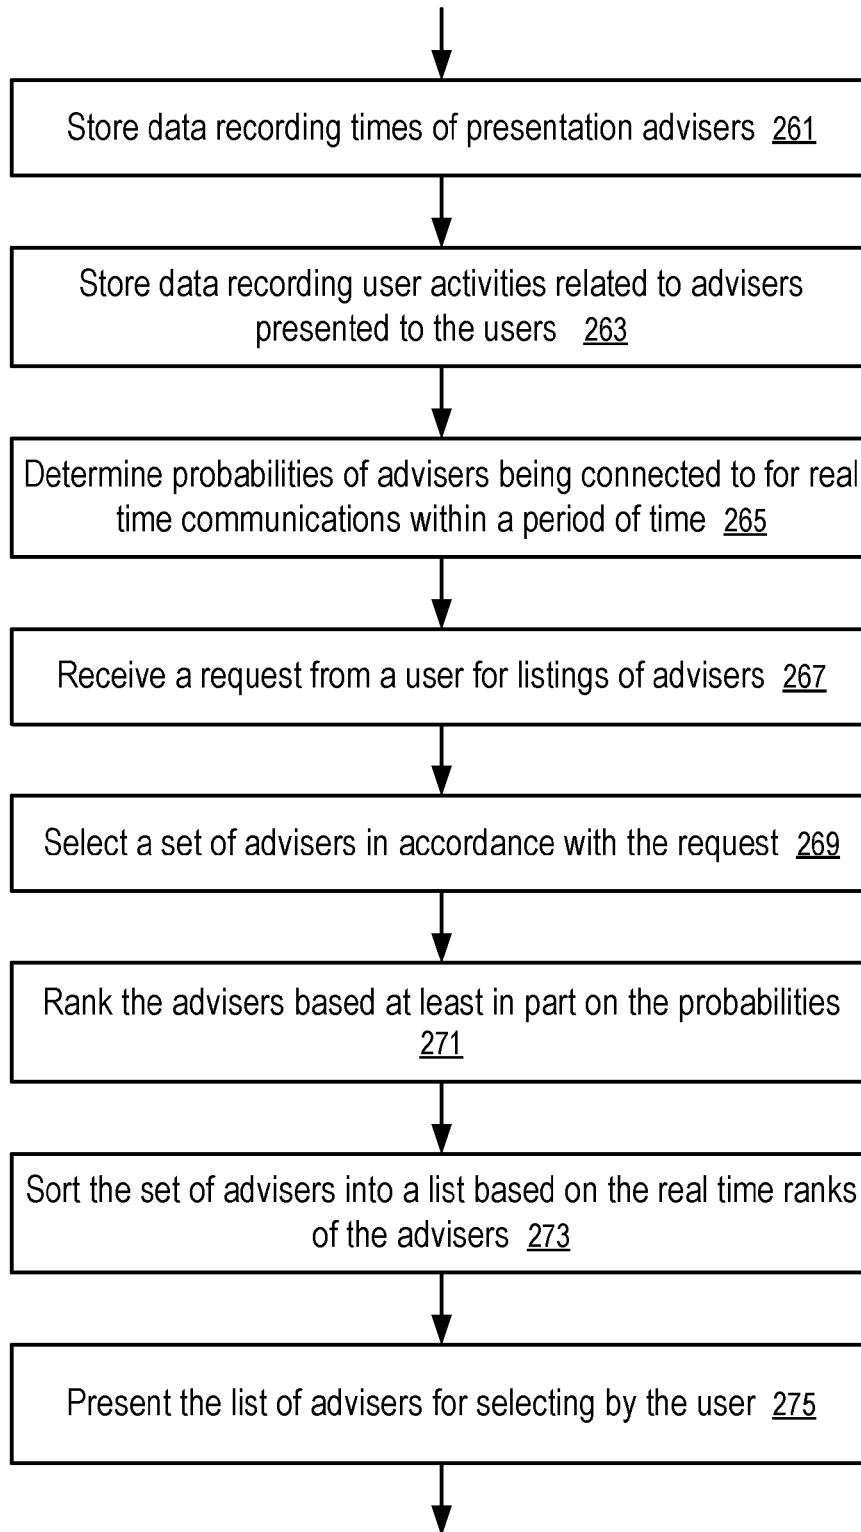 Store data recording times of presentation advisers 261
Store data recording user activities related to advisers
presented to the users 263
Determine probabilities of advisers being connected to for real
time communications within a period of time 265
Receive a request from a user for listings of advisers 267
Select a set of advisers in accordance with the request 269
Rank the advisers based at least in part on the probabilities
271
Sort the set of advisers into a list based on the real time ranks
of the advisers 273
Present the list of advisers for selecting by the user 275